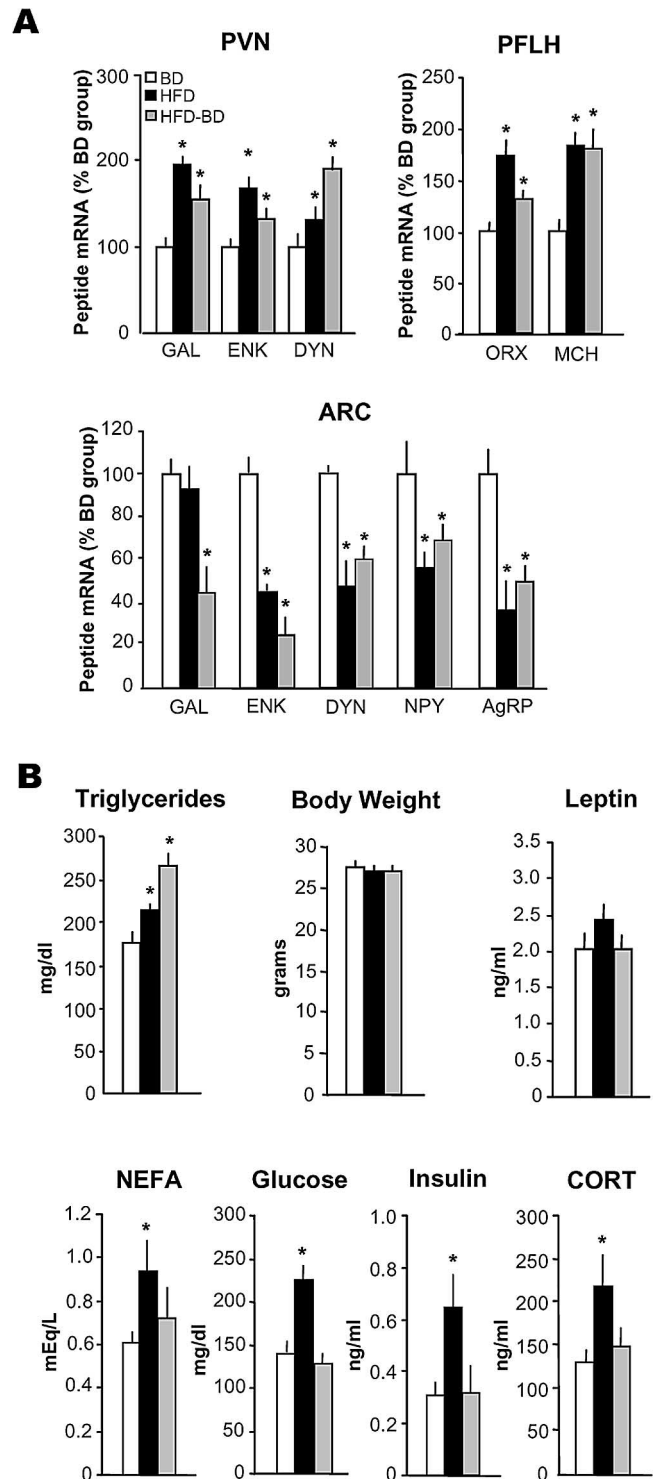 A
PVN
Peptide mRNA (% BD group)
300
200
100
0
BD
HFD
HFD-BD
* * * * * *
GAL ENK DYN
PFLH
Peptide mRNA (% BD group)
250
200
150
100
50
0
* * * *
ORX MCH
ARC
Peptide mRNA (% BD group)
120
100
80
60
40
20
0
* * * * * * * * *
GAL ENK DYN NPY AgRP
B
Triglycerides
mg/dl
300
250
200
150
200
50
0
* *
Body Weight
grams
30
25
20
15
10
5
0
Leptin
ng/ml
3.5
3.0
2.5
2.0
1.5
1.0
0.5
0
NEFA
mEq/L
1.2
1.0
0.8
0.6
0.4
0.2
0
*
Glucose
mg/dl
300
250
200
150
100
50
0
*
Insulin
ng/ml
1.0
0.8
0.6
0.4
0.2
0
*
CORT
ng/ml
300
250
200
150
100
50
0
*